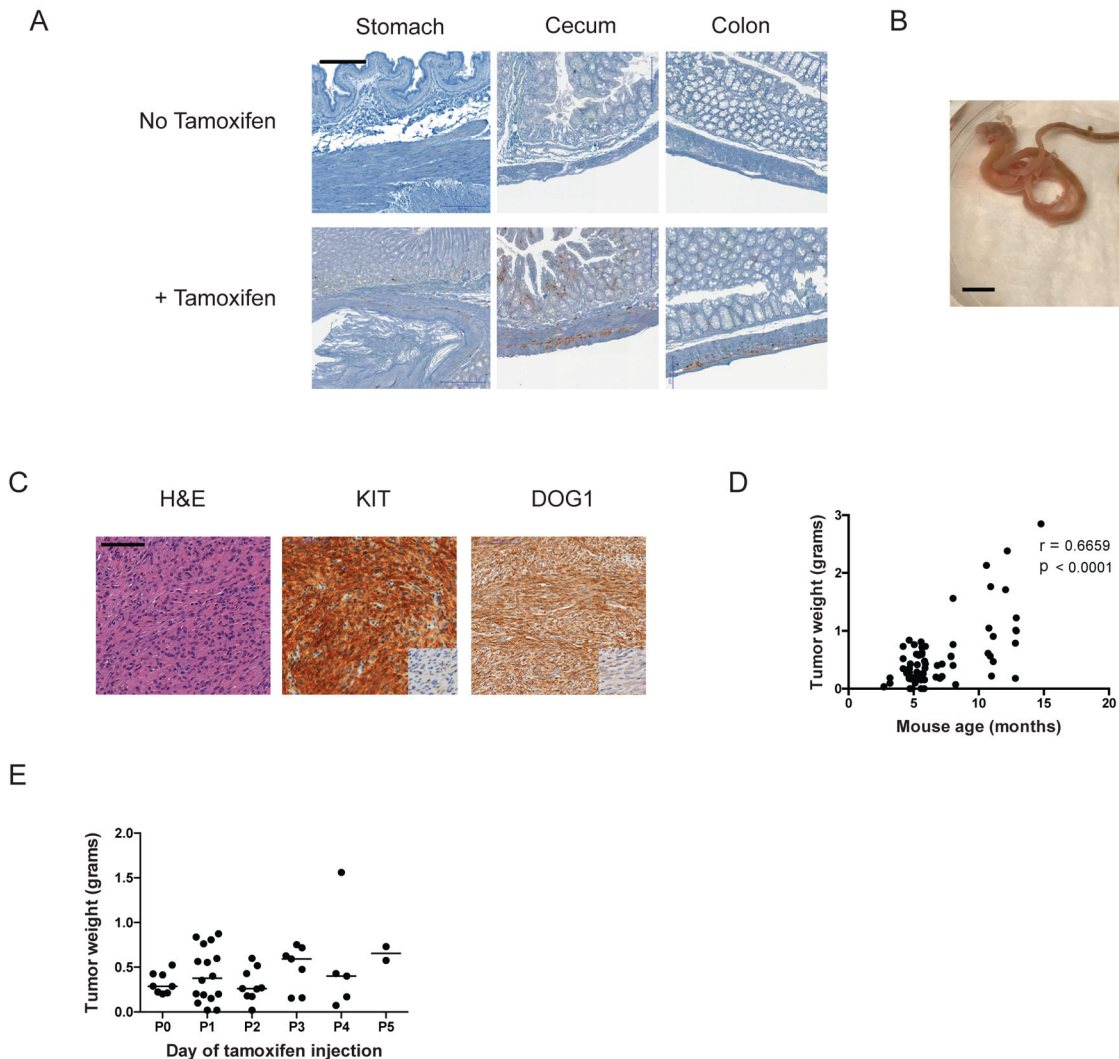 A
B
Stomach
Cecum
Colon
No Tamoxifen
+ Tamoxifen
C
D
H&E
KIT
DOG1
Tumor weight (grams)
3
2
1
0
r = 0.6659
p < 0.0001
0
5
10
15
20
Mouse age (months)
E
Tumor weight (grams)
2.0
1.5
1.0
0.5
0.0
P0
P1
P2
P3
P4
P5
Day of tamoxifen injection